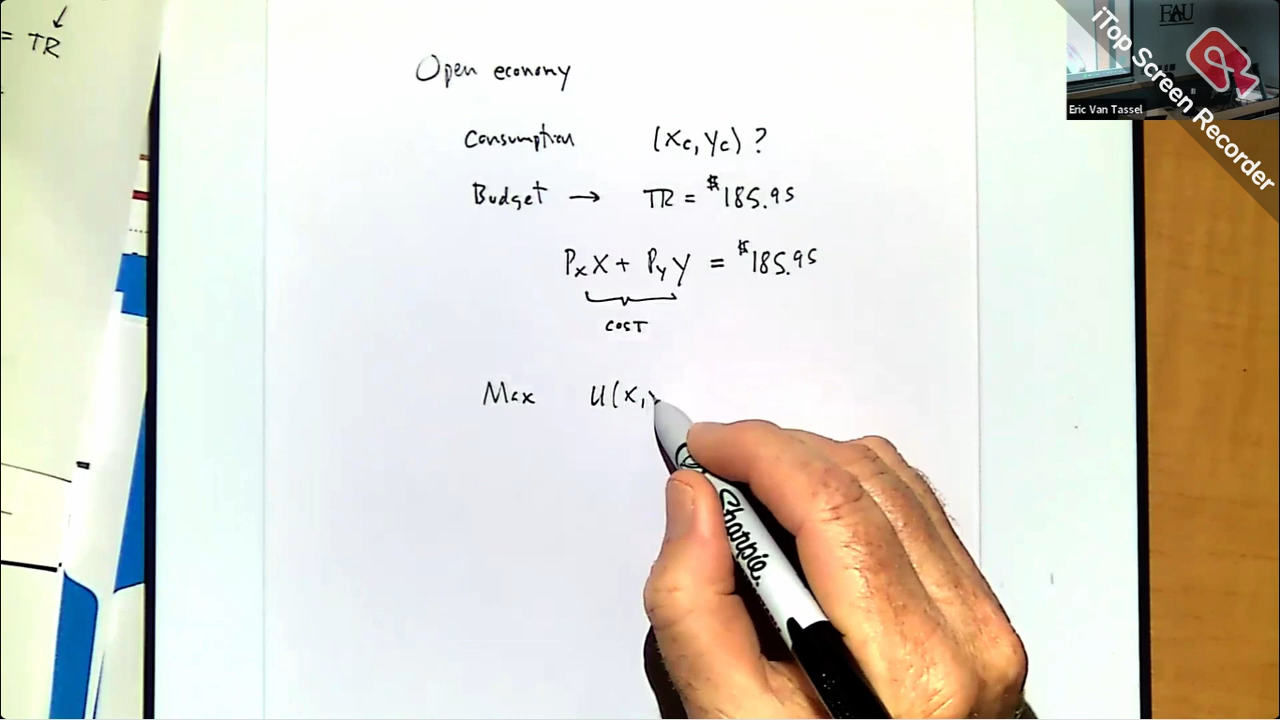 = TR
Open economy
Consumption (Xc, Yc) ?
Budget → TR = $185.95
PxX + PyY = $185.95
COST
Max U(X,
Sharpie.
FAU
Eric Van Tassel
iTop Screen Recorder